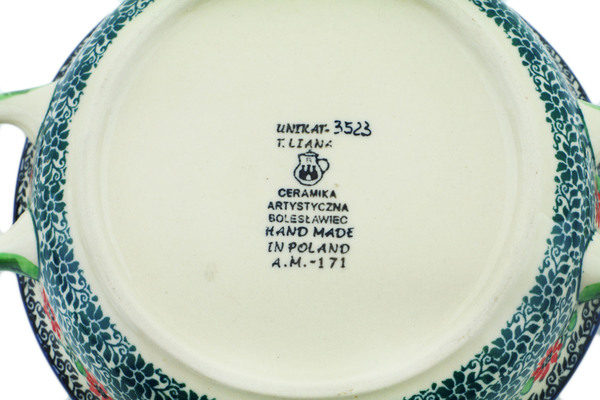 UNIKAT-3523
T. LIANA
CERAMIKA
ARTYSTYCZNA
BOLESŁAWIEC
HAND MADE
IN POLAND
A.M.-171